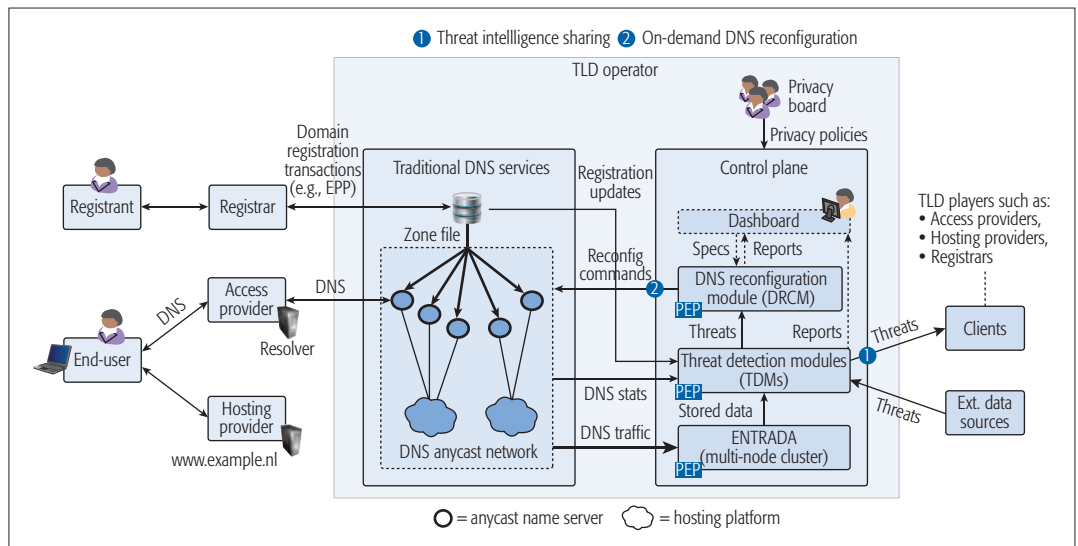 1 Threat intellligence sharing 2 On-demand DNS reconfiguration
TLD operator
Privacy
board
Privacy policies
Domain
registration
transactions
(e.g., EPP)
Traditional DNS services
Registration
updates
Control plane
Registrant
Registrar
Dashboard
TLD players such as:
• Access providers,
• Hosting providers,
• Registrars
Zone file
Specs
Reports
Reconfig
commands
2
DNS reconfiguration
module (DRCM)
PEP
DNS
Access
provider
DNS
Resolver
Threats
Reports
Threats
1
Clients
End-user
Threat detection modules
(TDMs)
PEP
DNS stats
Stored data
Threats
Ext. data
sources
Hosting
provider
www.example.nl
DNS anycast network
DNS traffic
ENTRADA
(multi-node cluster)
PEP
= anycast name server
= hosting platform